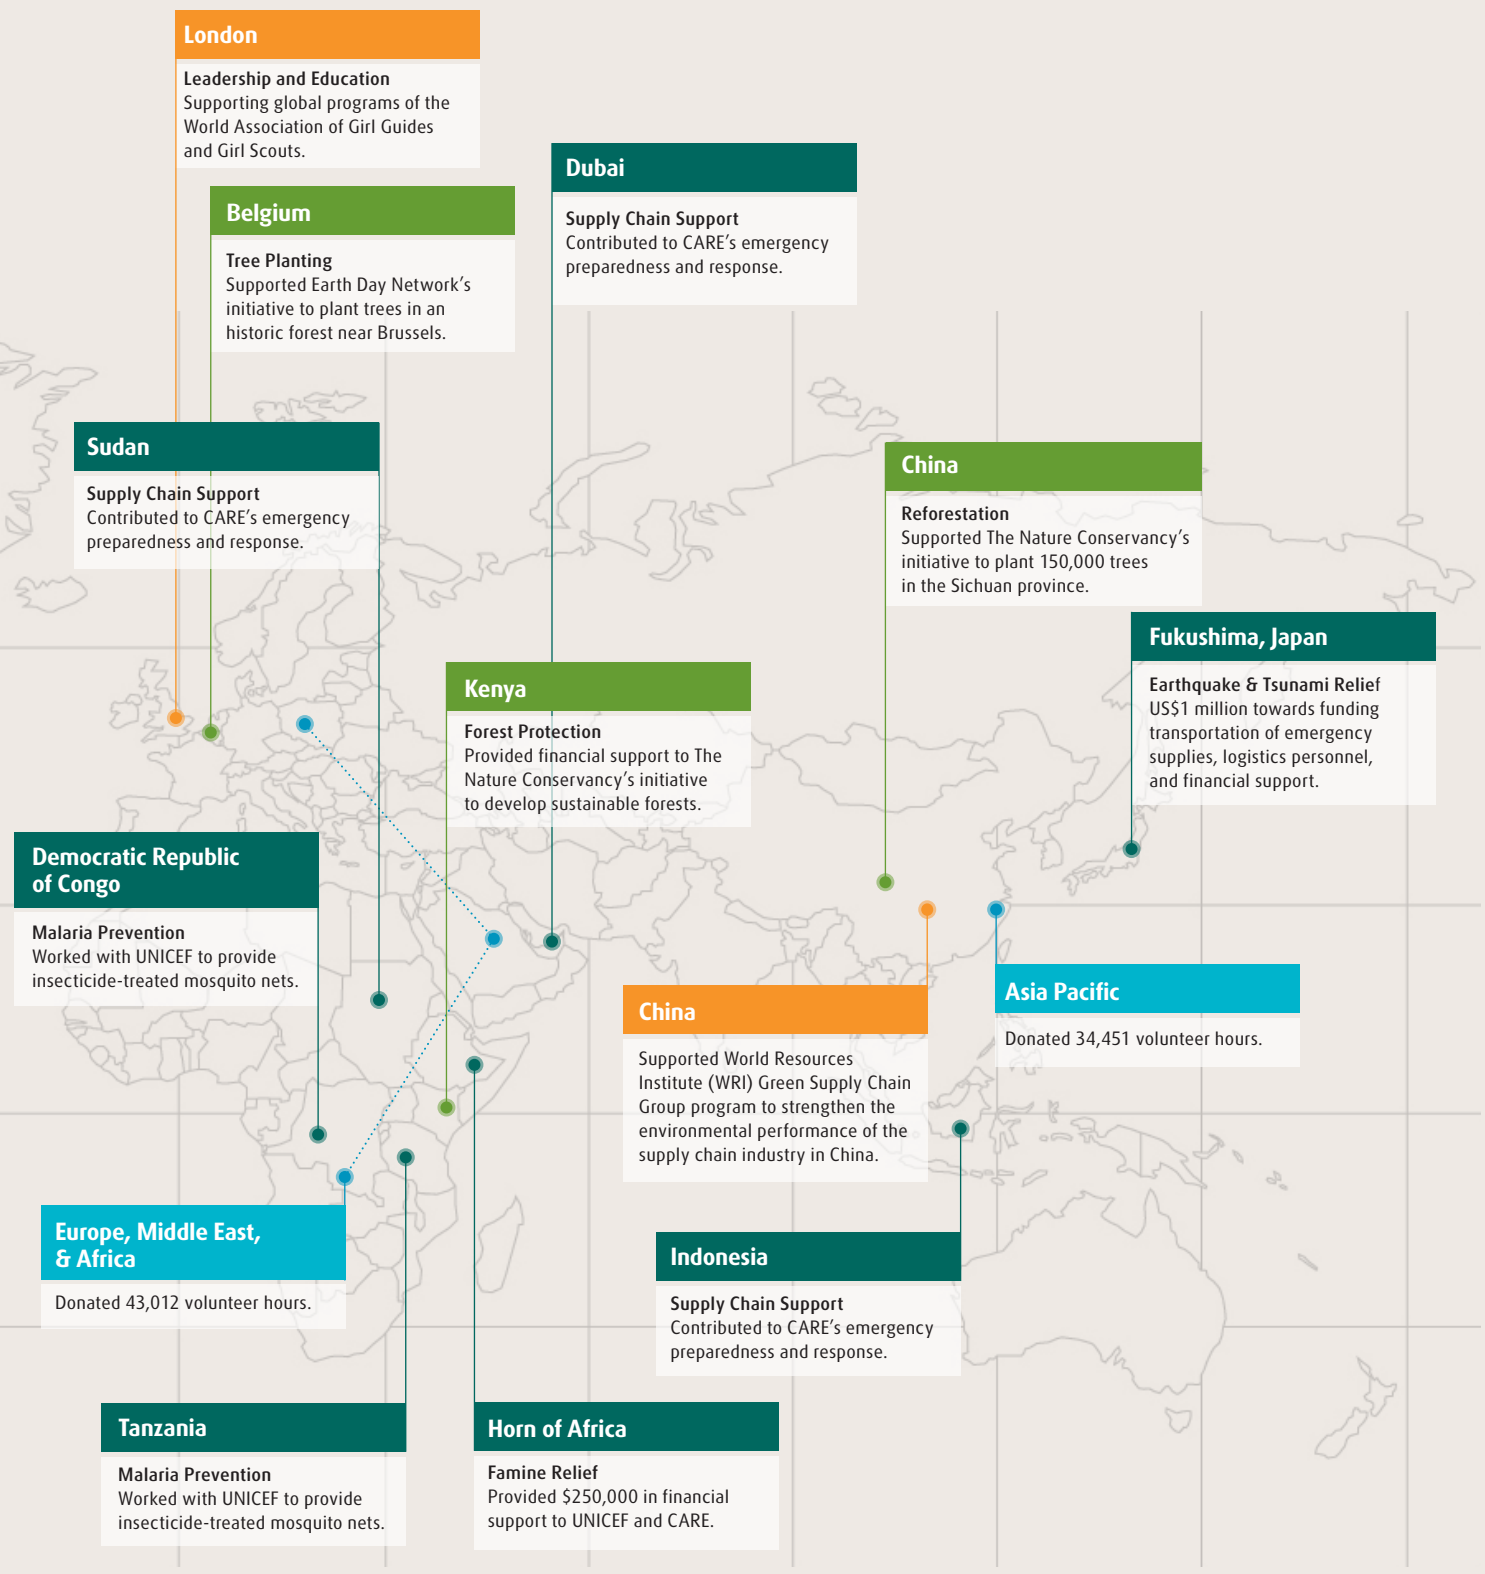 London
Leadership and Education
Supporting global programs of the
World Association of Girl Guides
and Girl Scouts.
Belgium
Tree Planting
Supported Earth Day Network's
initiative to plant trees in an
historic forest near Brussels.
Dubai
Supply Chain Support
Contributed to CARE's emergency
preparedness and response.
Sudan
Supply Chain Support
Contributed to CARE's emergency
preparedness and response.
China
Reforestation
Supported The Nature Conservancy's
initiative to plant 150,000 trees
in the Sichuan province.
Fukushima, Japan
Earthquake & Tsunami Relief
US$1 million towards funding
transportation of emergency
supplies, logistics personnel,
and financial support.
Kenya
Forest Protection
Provided financial support to The
Nature Conservancy's initiative
to develop sustainable forests.
Democratic Republic
of Congo
Malaria Prevention
Worked with UNICEF to provide
insecticide-treated mosquito nets.
China
Supported World Resources
Institute (WRI) Green Supply Chain
Group program to strengthen the
environmental performance of the
supply chain industry in China.
Asia Pacific
Donated 34,451 volunteer hours.
Europe, Middle East,
& Africa
Donated 43,012 volunteer hours.
Indonesia
Supply Chain Support
Contributed to CARE's emergency
preparedness and response.
Tanzania
Malaria Prevention
Worked with UNICEF to provide
insecticide-treated mosquito nets.
Horn of Africa
Famine Relief
Provided $250,000 in financial
support to UNICEF and CARE.